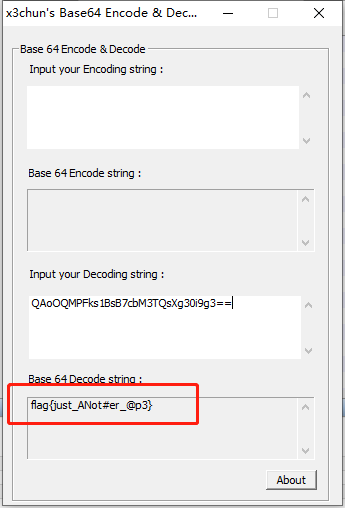 x3chun's Base64 Encode & Dec...
Base 64 Encode & Decode
Input your Encoding string :
Base 64 Encode string :
Input your Decoding string :
QAoOQMPFks1BsB7cbM3TQsXg30i9g3==
Base 64 Decode string :
flag{just_ANot#er_@p3}
About